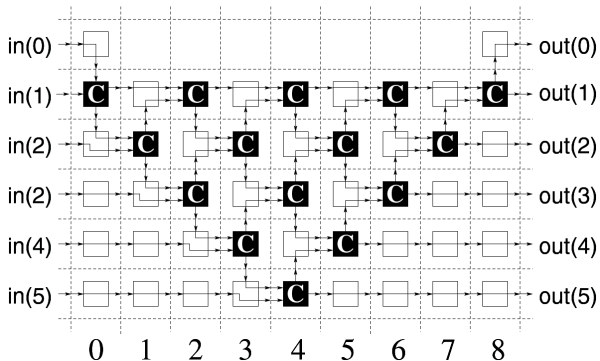 in(0) out(0)
in(1) C C C C C out(1)
in(2) C C C C out(2)
in(2) C C C out(3)
in(4) C C out(4)
in(5) C out(5)
0 1 2 3 4 5 6 7 8